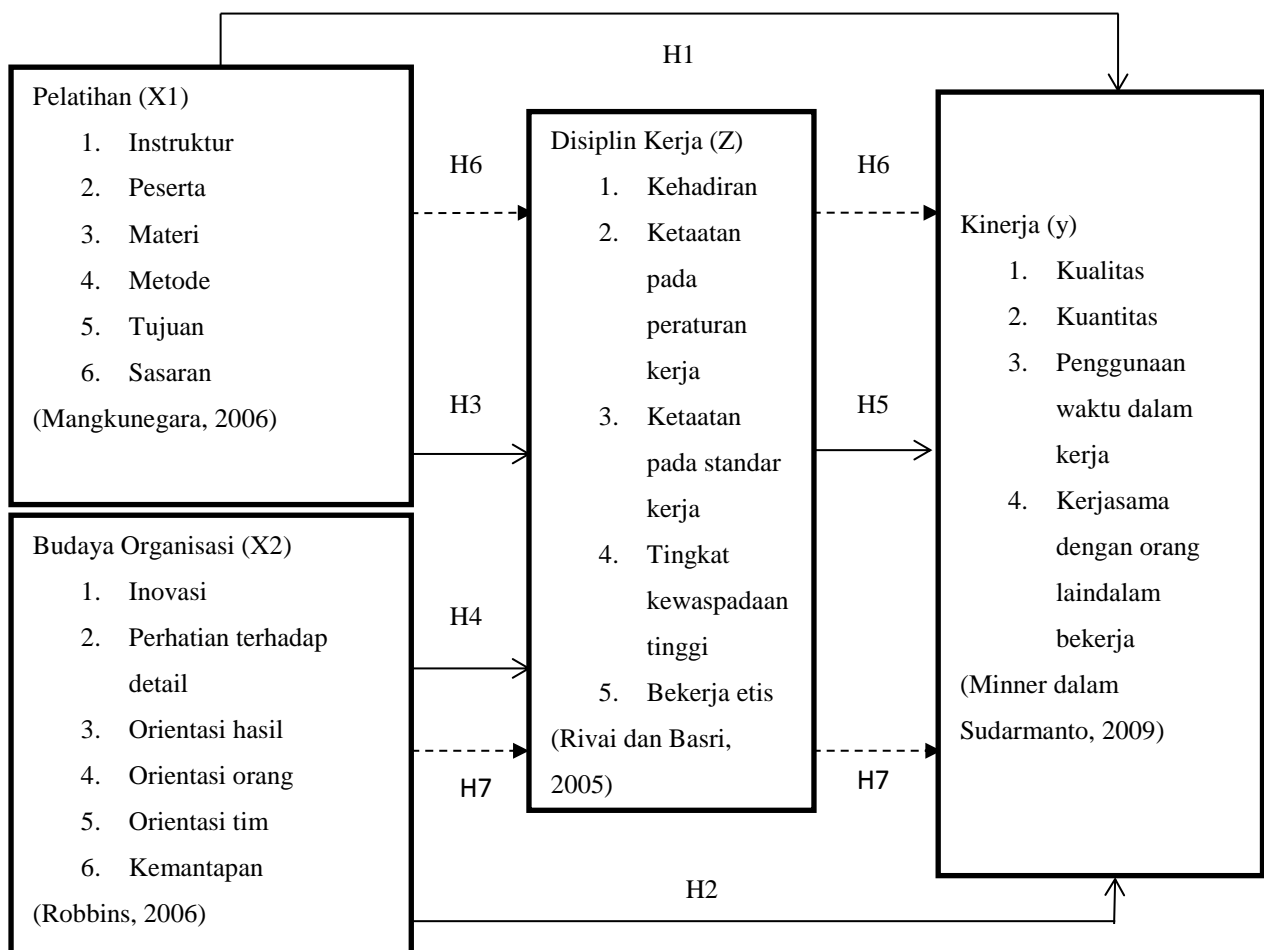 H1
Pelatihan (X1)
1. Instruktur
2. Peserta
3. Materi
4. Metode
5. Tujuan
6. Sasaran
(Mangkunegara, 2006)
H6
H3
Budaya Organisasi (X2)
1. Inovasi
2. Perhatian terhadap
detail
3. Orientasi hasil
4. Orientasi orang
5. Orientasi tim
6. Kemantapan
(Robbins, 2006)
H4
H7
Disiplin Kerja (Z)
1. Kehadiran
2. Ketaatan
pada
peraturan
kerja
3. Ketaatan
pada standar
kerja
4. Tingkat
kewaspadaan
tinggi
5. Bekerja etis
(Rivai dan Basri,
2005)
H6
H5
H7
H2
Kinerja (y)
1. Kualitas
2. Kuantitas
3. Penggunaan
waktu dalam
kerja
4. Kerjasama
dengan orang
laindalam
bekerja
(Minner dalam
Sudarmanto, 2009)